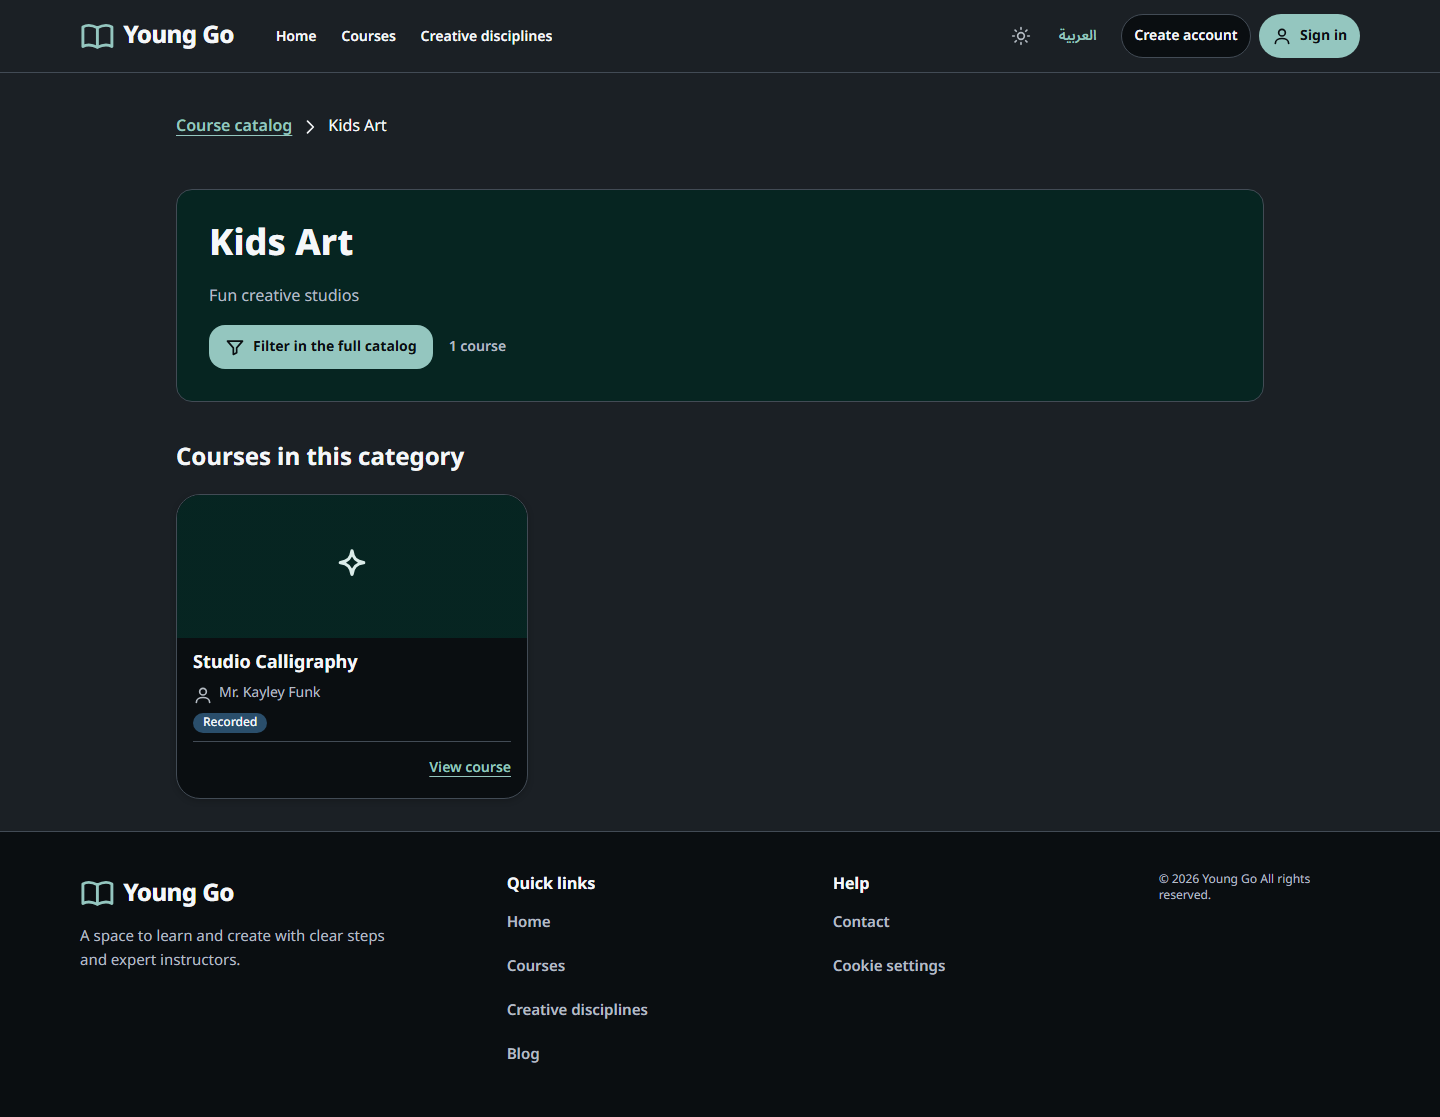 Young Go
Home
Courses
Creative disciplines
العربية
Create account
Sign in
Course catalog
Kids Art
Kids Art
Fun creative studios
Filter in the full catalog
1 course
Courses in this category
Studio Calligraphy
Mr. Kayley Funk
Recorded
View course
Young Go
A space to learn and create with clear steps
and expert instructors.
Quick links
Home
Courses
Creative disciplines
Blog
Help
Contact
Cookie settings
© 2026 Young Go All rights
reserved.